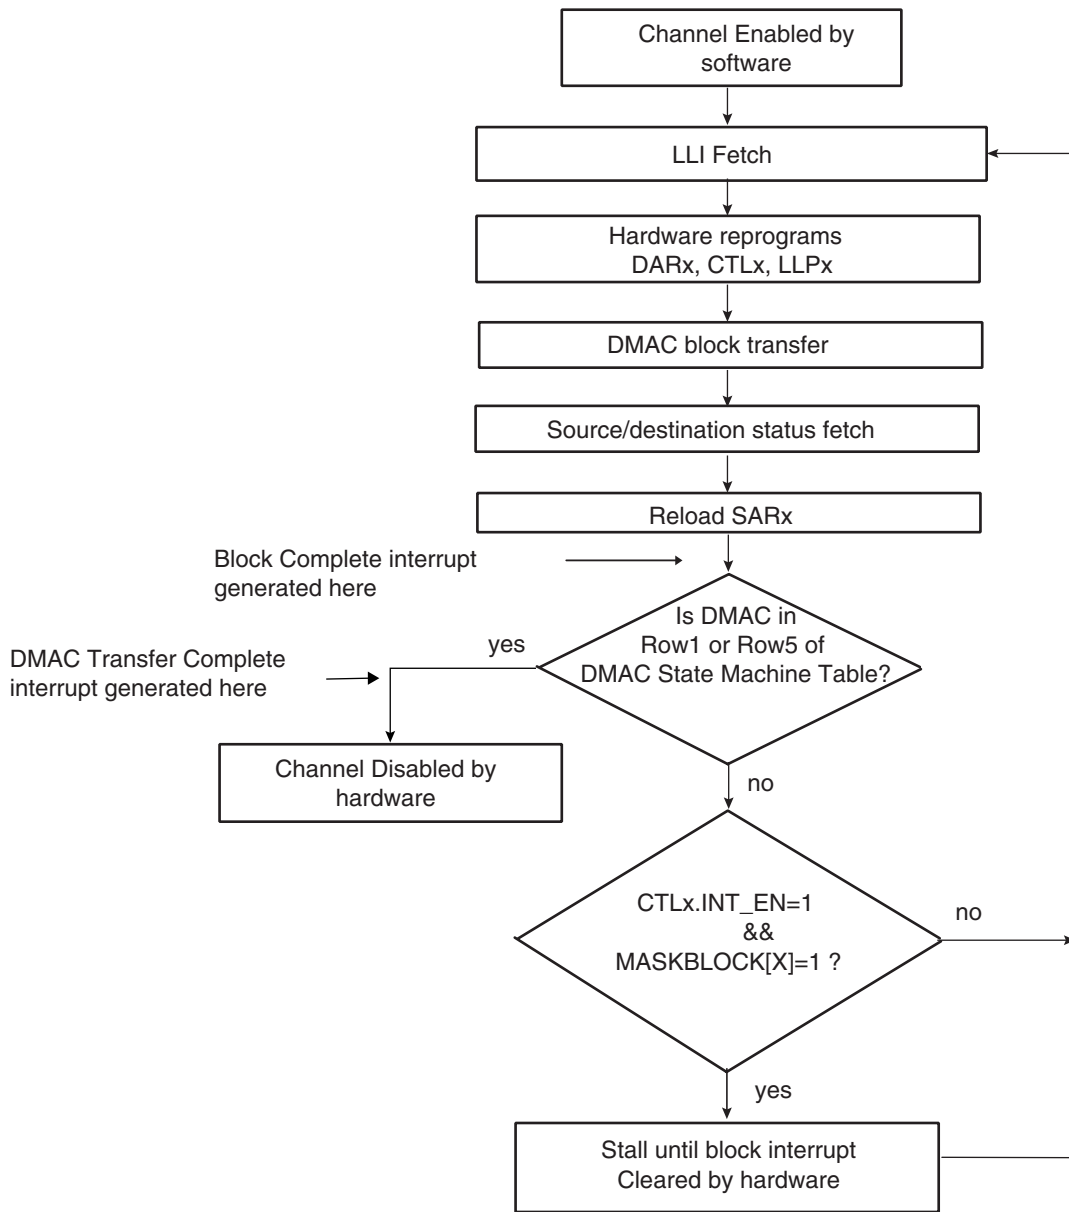 Channel Enabled by
software
LLI Fetch
Hardware reprograms
DARx, CTLx, LLPx
DMAC block transfer
Source/destination status fetch
Reload SARx
Block Complete interrupt
generated here
Is DMAC in
Row1 or Row5 of
DMAC State Machine Table?
yes
DMAC Transfer Complete
interrupt generated here
Channel Disabled by
hardware
no
CTLx.INT_EN=1
&&
MASKBLOCK[X]=1 ?
no
yes
Stall until block interrupt
Cleared by hardware